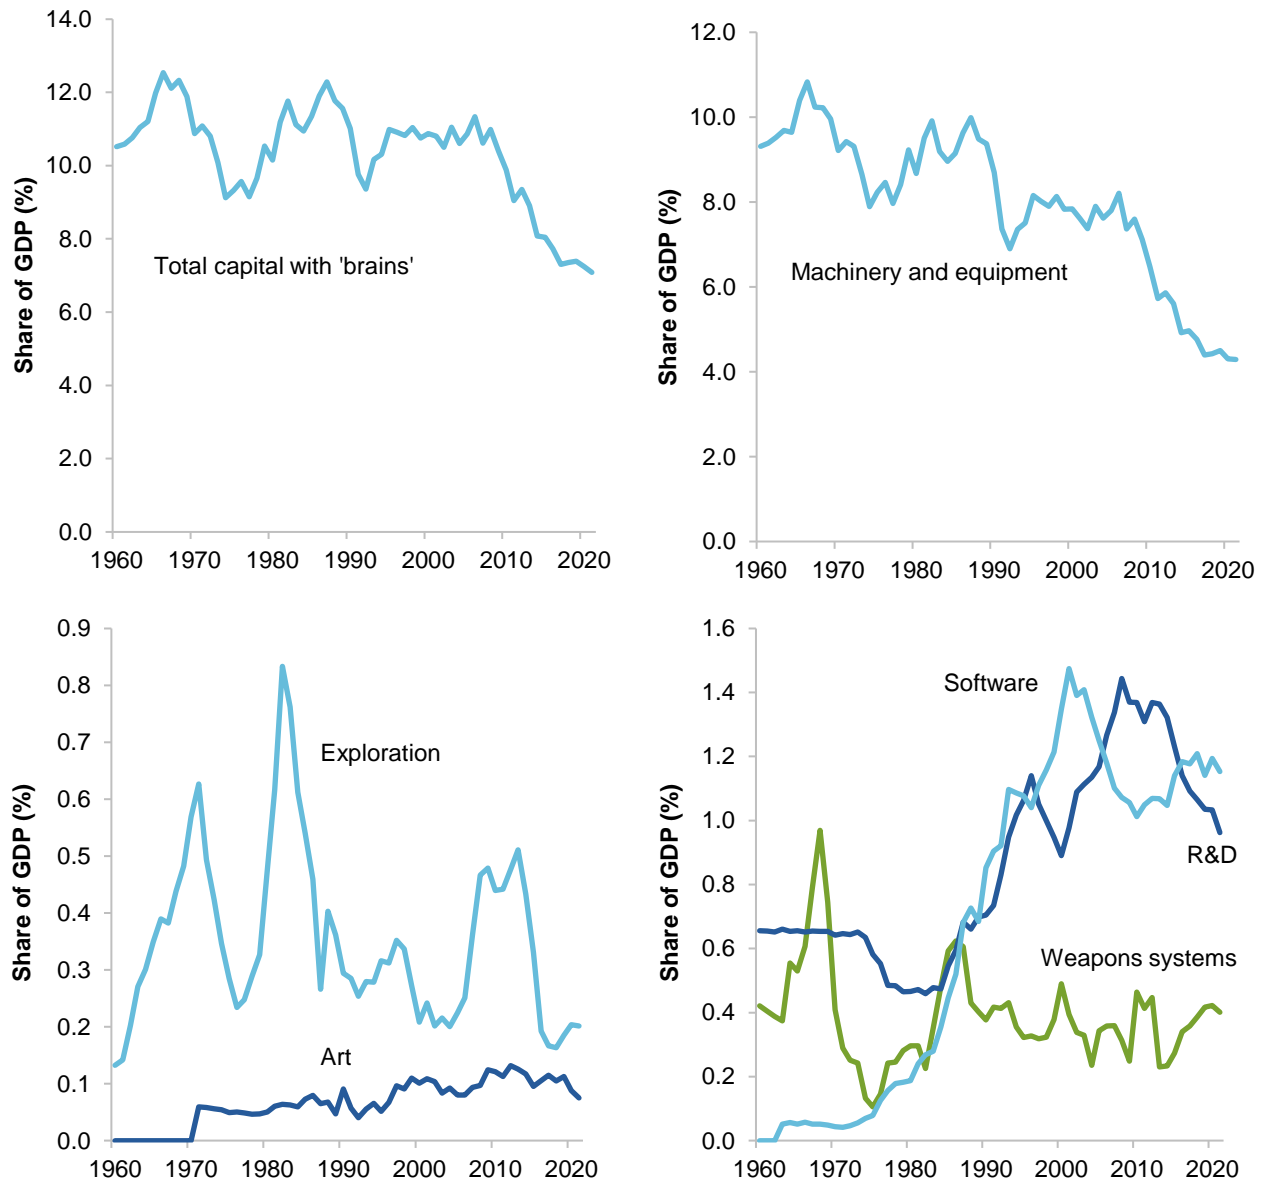 14.0
12.0
10.0
8.0
6.0
4.0
2.0
0.0
Share of GDP (%)
Total capital with 'brains'
1960 1970 1980 1990 2000 2010 2020
12.0
10.0
8.0
6.0
4.0
2.0
0.0
Share of GDP (%)
Machinery and equipment
1960 1970 1980 1990 2000 2010 2020
0.9
0.8
0.7
0.6
0.5
0.4
0.3
0.2
0.1
0.0
Share of GDP (%)
Exploration
Art
1960 1970 1980 1990 2000 2010 2020
1.6
1.4
1.2
1.0
0.8
0.6
0.4
0.2
0.0
Share of GDP (%)
Software
R&D
Weapons systems
1960 1970 1980 1990 2000 2010 2020